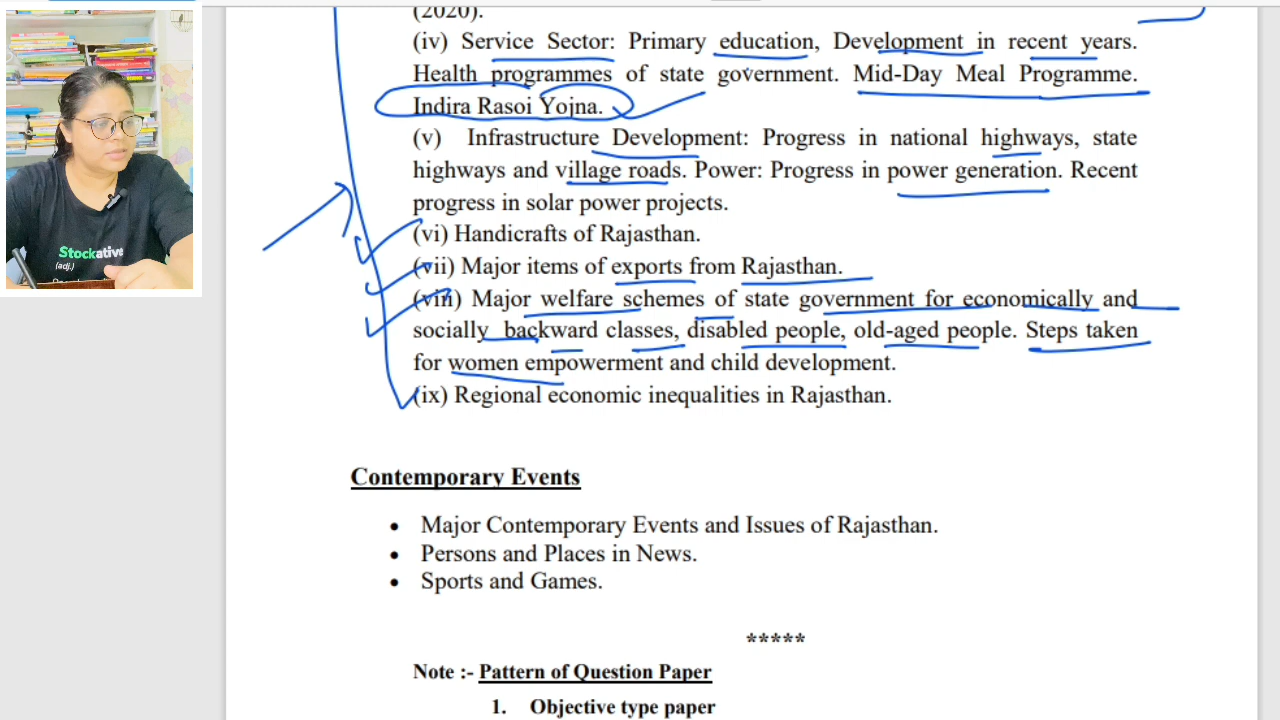 (2020).
(iv) Service Sector: Primary education, Development in recent years.
Health programmes of state government. Mid-Day Meal Programme.
Indira Rasoi Yojna.
(v) Infrastructure Development: Progress in national highways, state
highways and village roads. Power: Progress in power generation. Recent
progress in solar power projects.
(vi) Handicrafts of Rajasthan.
(vii) Major items of exports from Rajasthan.
(viii) Major welfare schemes of state government for economically and
socially backward classes, disabled people, old-aged people. Steps taken
for women empowerment and child development.
(ix) Regional economic inequalities in Rajasthan.
Contemporary Events
• Major Contemporary Events and Issues of Rajasthan.
• Persons and Places in News.
• Sports and Games.
*****
Note :- Pattern of Question Paper
1. Objective type paper
Stockative
(adj.)